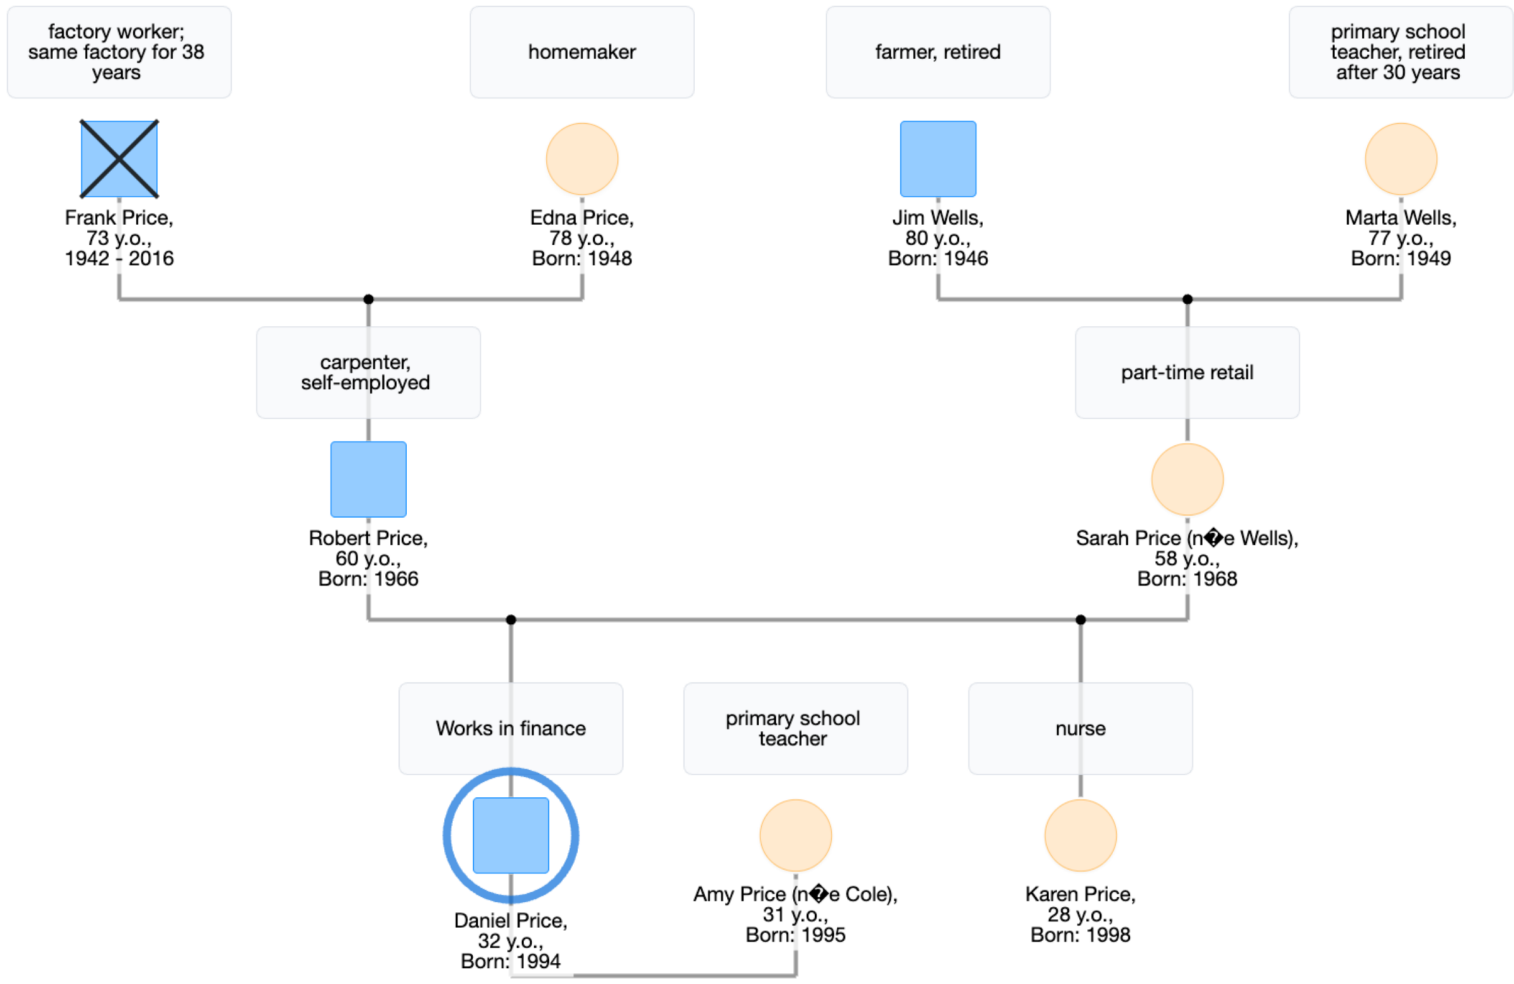 factory worker;
same factory for 38
years
homemaker
farmer, retired
primary school
teacher, retired
after 30 years
Frank Price,
73 y.o.,
1942 - 2016
Edna Price,
78 y.o.,
Born: 1948
Jim Wells,
80 y.o.,
Born: 1946
Marta Wells,
77 y.o.,
Born: 1949
carpenter,
self-employed
part-time retail
Robert Price,
60 y.o.,
Born: 1966
Sarah Price (n�e Wells),
58 y.o.,
Born: 1968
Works in finance
primary school
teacher
nurse
Daniel Price,
32 y.o.,
Born: 1994
Amy Price (n�e Cole),
31 y.o.,
Born: 1995
Karen Price,
28 y.o.,
Born: 1998